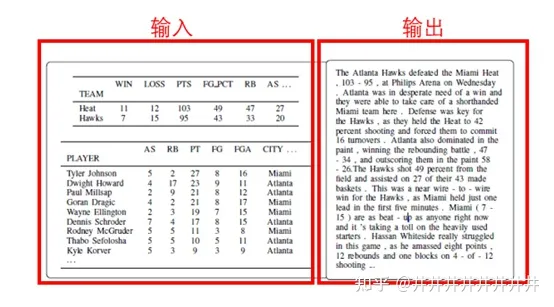 输入
输出
WIN LOSS PTS FG_PCT RB AS ...
TEAM
Heat 11 12 103 49 47 27
Hawks 7 15 95 43 33 20
AS RB PT FG FGA CITY ...
PLAYER
Tyler Johnson 5 2 27 8 16 Miami
Dwight Howard 4 17 23 9 11 Atlanta
Paul Millsap 2 9 21 8 12 Atlanta
Goran Dragic 4 2 21 8 17 Miami
Wayne Ellington 2 3 19 7 15 Miami
Dennis Schroder 7 4 17 8 15 Atlanta
Rodney McGruder 5 5 11 3 8 Miami
Thabo Sefolosha 5 5 10 5 11 Atlanta
Kyle Korver 5 3 9 3 9 Atlanta
...
The Atlanta Hawks defeated the Miami Heat
, 103 - 95 , at Philips Arena on Wednesday
. Atlanta was in desperate need of a win and
they were able to take care of a shorthanded
Miami team here . Defense was key for
the Hawks , as they held the Heat to 42
percent shooting and forced them to commit
16 turnovers . Atlanta also dominated in the
paint , winning the rebounding battle , 47
- 34 , and outscoring them in the paint 58
- 26.The Hawks shot 49 percent from the
field and assisted on 27 of their 43 made
baskets . This was a near wire - to - wire
win for the Hawks , as Miami held just one
lead in the first five minutes . Miami ( 7 -
15 ) are as beat - up as anyone right now
and it 's taking a toll on the heavily used
starters . Hassan Whiteside really struggled
in this game , as he amassed eight points ,
12 rebounds and one blocks on 4 - of - 12
shooting ...